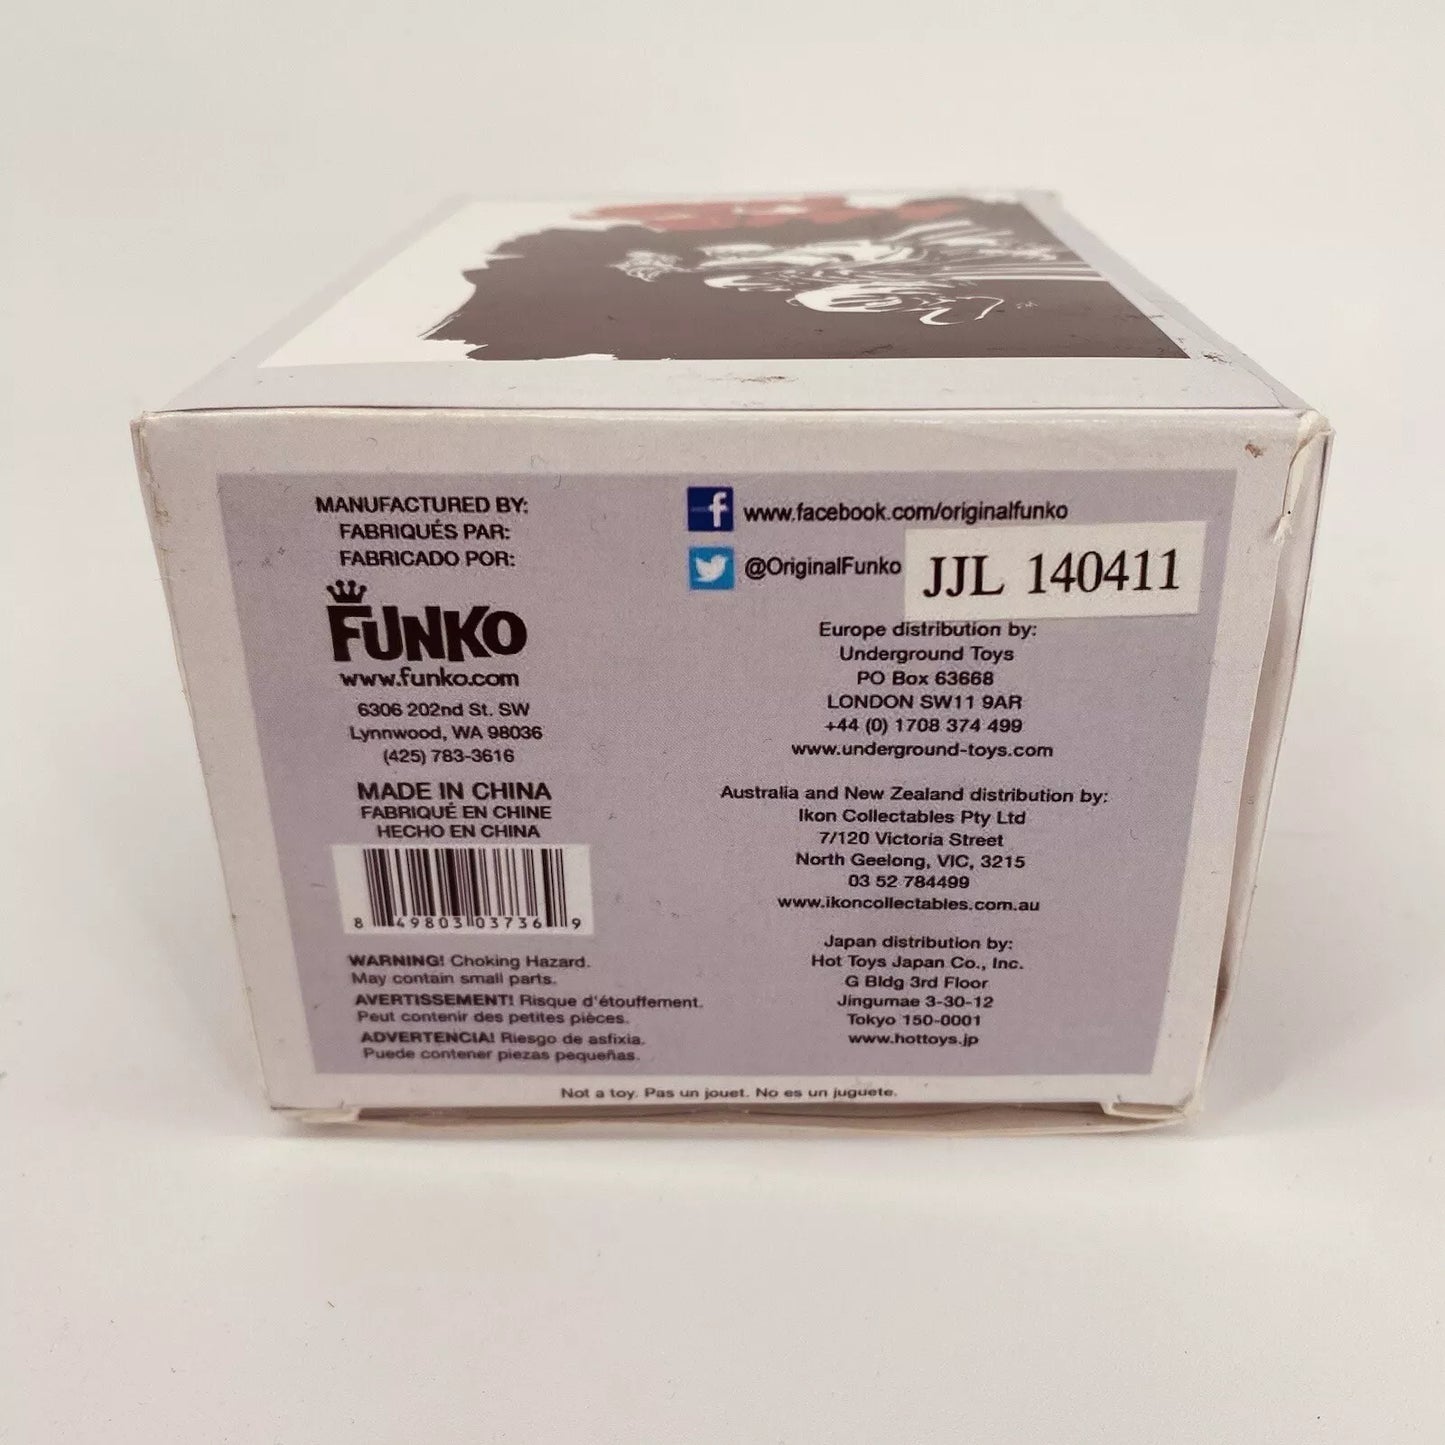 MANUFACTURED BY:
FABRIQUÉS PAR:
FABRICADO POR:
FUNKO
www.funko.com
6306 202nd St. SW
Lynnwood, WA 98036
(425) 783-3616
MADE IN CHINA
FABRIQUÉ EN CHINE
HECHO EN CHINA
8 49803 03736 9
WARNING! Choking Hazard.
May contain small parts.
AVERTISSEMENT! Risque d'étouffement.
Peut contenir des petites pièces.
ADVERTENCIA! Riesgo de asfixia.
Puede contener piezas pequeñas.
www.facebook.com/originalfunko
@OriginalFunko
JJL 140411
Europe distribution by:
Underground Toys
PO Box 63668
LONDON SW11 9AR
+44 (0) 1708 374 499
www.underground-toys.com
Australia and New Zealand distribution by:
Ikon Collectables Pty Ltd
7/120 Victoria Street
North Geelong, VIC, 3215
03 52 784499
www.ikoncollectables.com.au
Japan distribution by:
Hot Toys Japan Co., Inc.
G Bldg 3rd Floor
Jingumae 3-30-12
Tokyo 150-0001
www.hottoys.jp
Not a toy. Pas un jouet. No es un juguete.